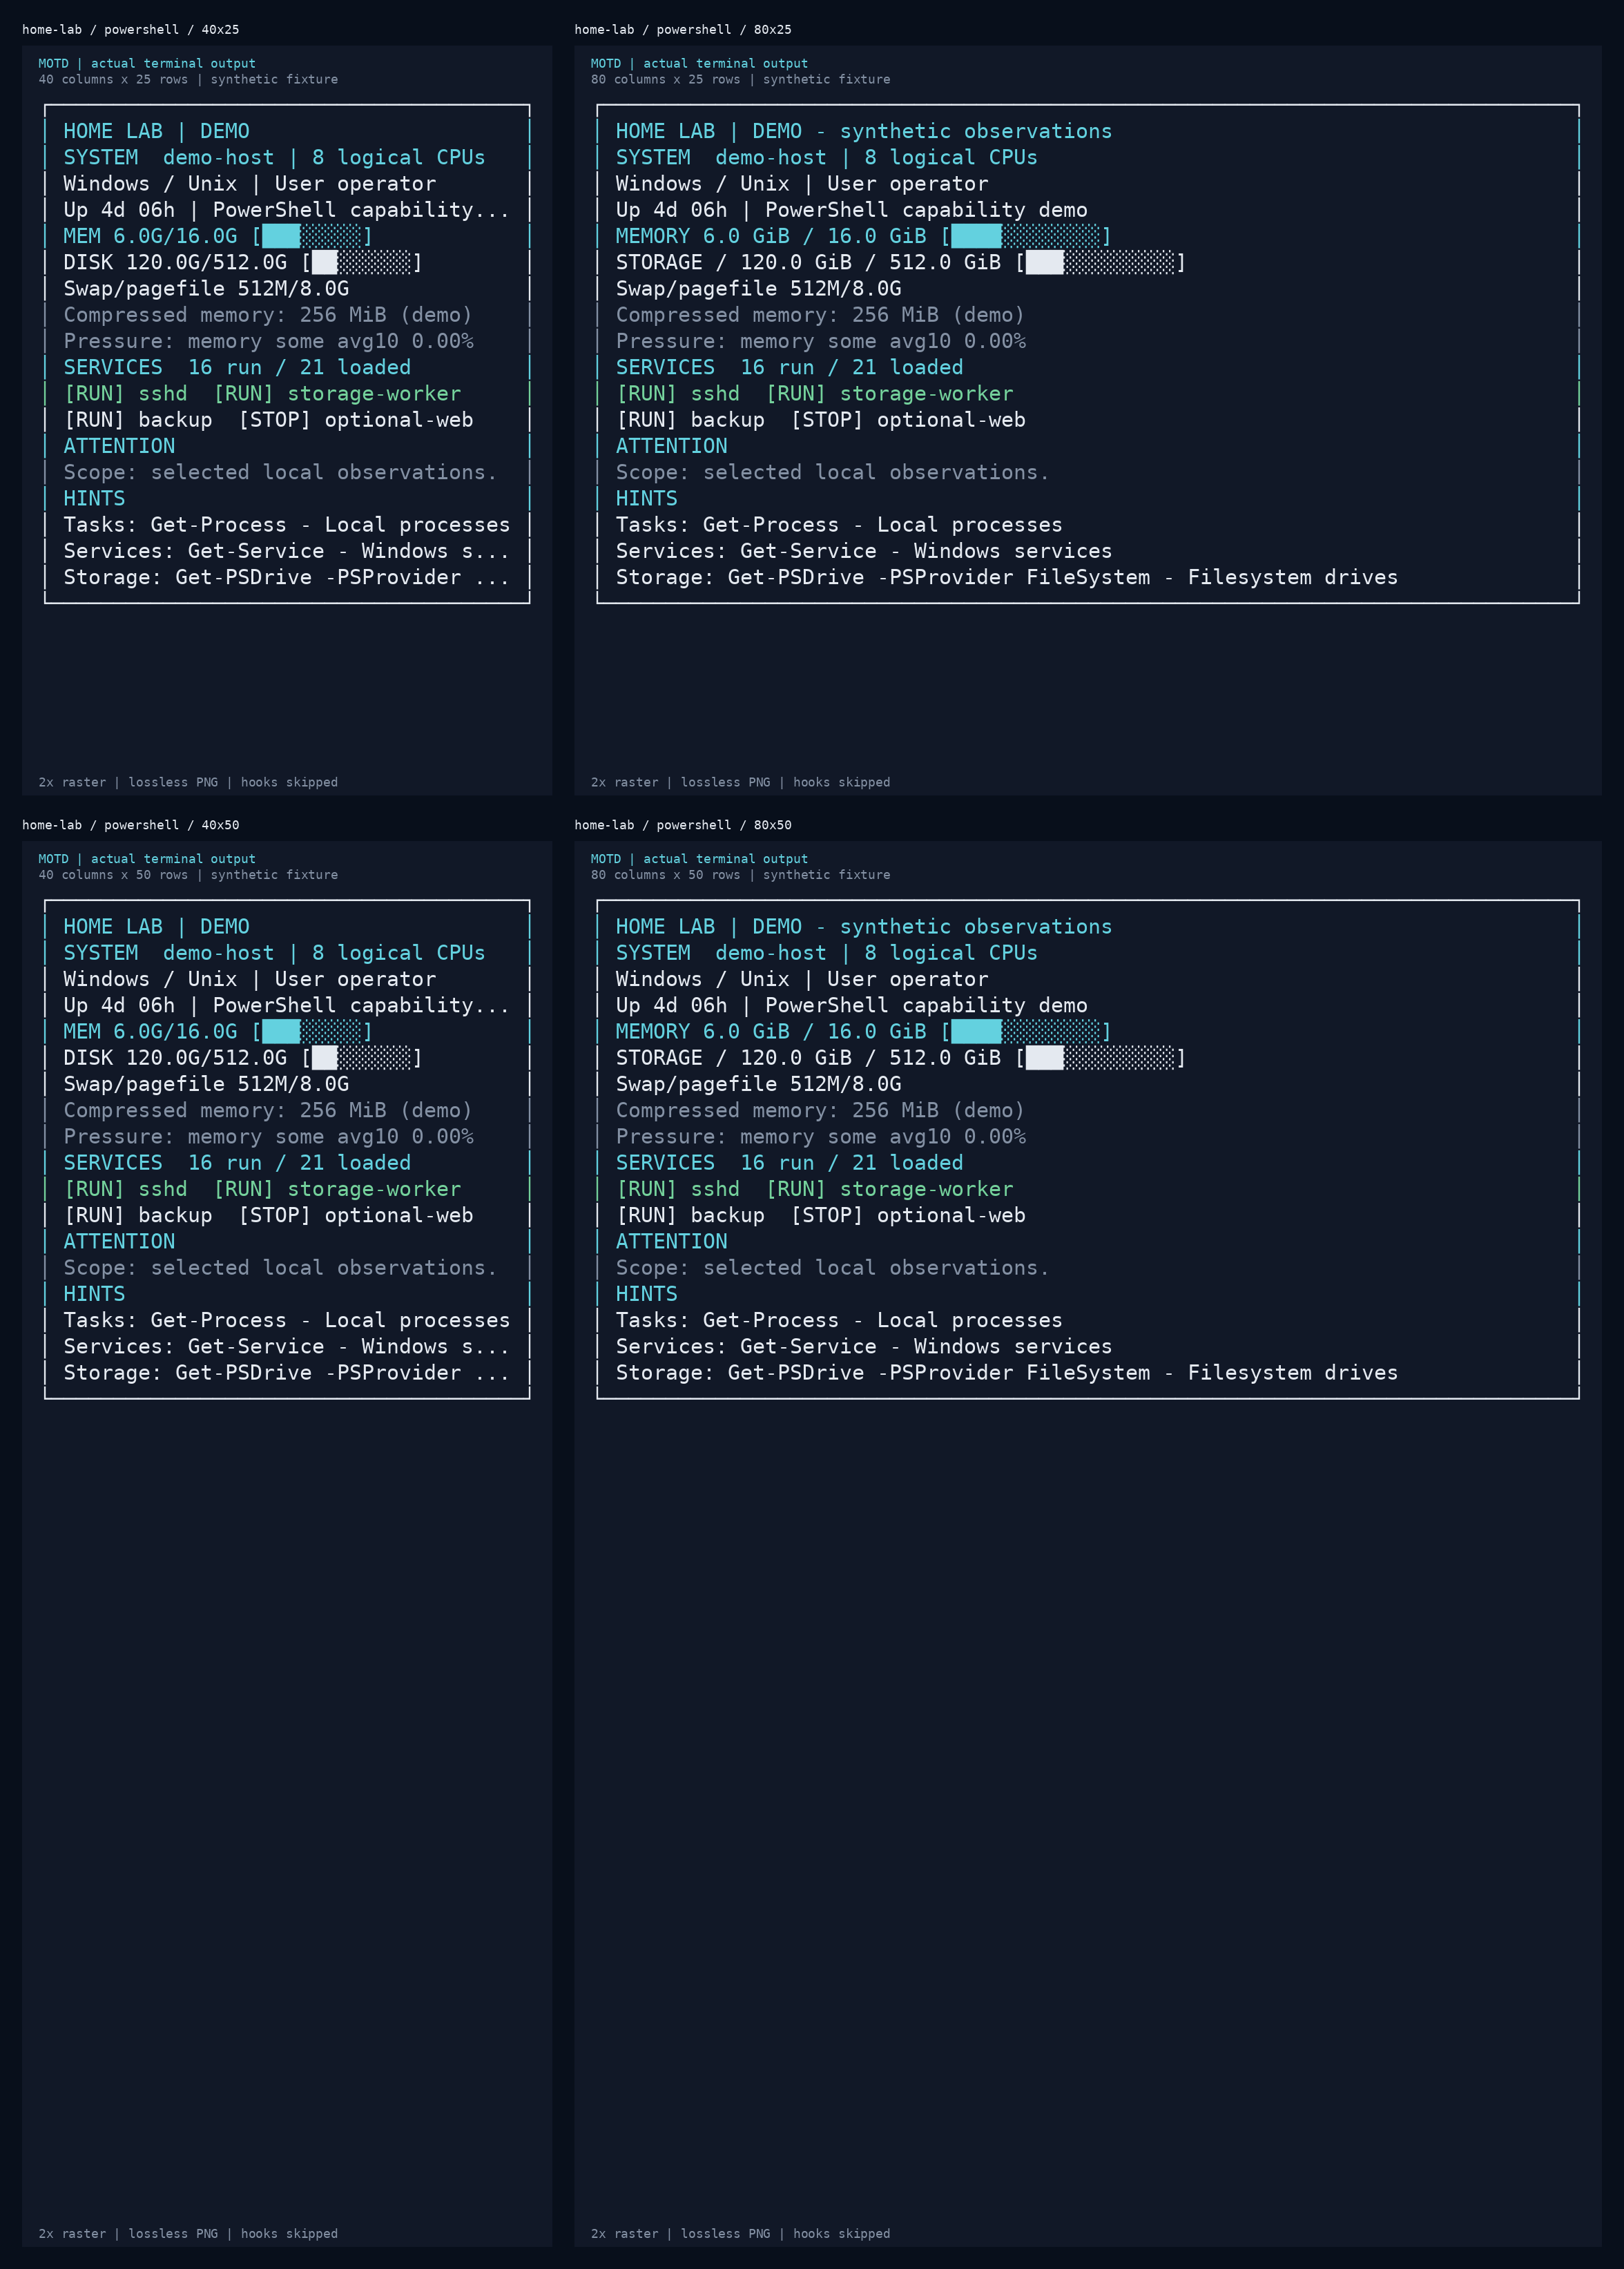 home-lab / powershell / 40x25
MOTD | actual terminal output
40 columns x 25 rows | synthetic fixture
HOME LAB | DEMO
SYSTEM  demo-host | 8 logical CPUs
Windows / Unix | User operator
Up 4d 06h | PowerShell capability...
MEM 6.0G/16.0G [███░░░░░]
DISK 120.0G/512.0G [██░░░░░░]
Swap/pagefile 512M/8.0G
Compressed memory: 256 MiB (demo)
Pressure: memory some avg10 0.00%
SERVICES  16 run / 21 loaded
[RUN] sshd  [RUN] storage-worker
[RUN] backup  [STOP] optional-web
ATTENTION
Scope: selected local observations.
HINTS
Tasks: Get-Process - Local processes
Services: Get-Service - Windows s...
Storage: Get-PSDrive -PSProvider ...
2x raster | lossless PNG | hooks skipped
home-lab / powershell / 80x25
MOTD | actual terminal output
80 columns x 25 rows | synthetic fixture
HOME LAB | DEMO - synthetic observations
SYSTEM  demo-host | 8 logical CPUs
Windows / Unix | User operator
Up 4d 06h | PowerShell capability demo
MEMORY 6.0 GiB / 16.0 GiB [████░░░░░░░░]
STORAGE / 120.0 GiB / 512.0 GiB [███░░░░░░░░░]
Swap/pagefile 512M/8.0G
Compressed memory: 256 MiB (demo)
Pressure: memory some avg10 0.00%
SERVICES  16 run / 21 loaded
[RUN] sshd  [RUN] storage-worker
[RUN] backup  [STOP] optional-web
ATTENTION
Scope: selected local observations.
HINTS
Tasks: Get-Process - Local processes
Services: Get-Service - Windows services
Storage: Get-PSDrive -PSProvider FileSystem - Filesystem drives
2x raster | lossless PNG | hooks skipped
home-lab / powershell / 40x50
MOTD | actual terminal output
40 columns x 50 rows | synthetic fixture
HOME LAB | DEMO
SYSTEM  demo-host | 8 logical CPUs
Windows / Unix | User operator
Up 4d 06h | PowerShell capability...
MEM 6.0G/16.0G [███░░░░░]
DISK 120.0G/512.0G [██░░░░░░]
Swap/pagefile 512M/8.0G
Compressed memory: 256 MiB (demo)
Pressure: memory some avg10 0.00%
SERVICES  16 run / 21 loaded
[RUN] sshd  [RUN] storage-worker
[RUN] backup  [STOP] optional-web
ATTENTION
Scope: selected local observations.
HINTS
Tasks: Get-Process - Local processes
Services: Get-Service - Windows s...
Storage: Get-PSDrive -PSProvider ...
2x raster | lossless PNG | hooks skipped
home-lab / powershell / 80x50
MOTD | actual terminal output
80 columns x 50 rows | synthetic fixture
HOME LAB | DEMO - synthetic observations
SYSTEM  demo-host | 8 logical CPUs
Windows / Unix | User operator
Up 4d 06h | PowerShell capability demo
MEMORY 6.0 GiB / 16.0 GiB [████░░░░░░░░]
STORAGE / 120.0 GiB / 512.0 GiB [███░░░░░░░░░]
Swap/pagefile 512M/8.0G
Compressed memory: 256 MiB (demo)
Pressure: memory some avg10 0.00%
SERVICES  16 run / 21 loaded
[RUN] sshd  [RUN] storage-worker
[RUN] backup  [STOP] optional-web
ATTENTION
Scope: selected local observations.
HINTS
Tasks: Get-Process - Local processes
Services: Get-Service - Windows services
Storage: Get-PSDrive -PSProvider FileSystem - Filesystem drives
2x raster | lossless PNG | hooks skipped